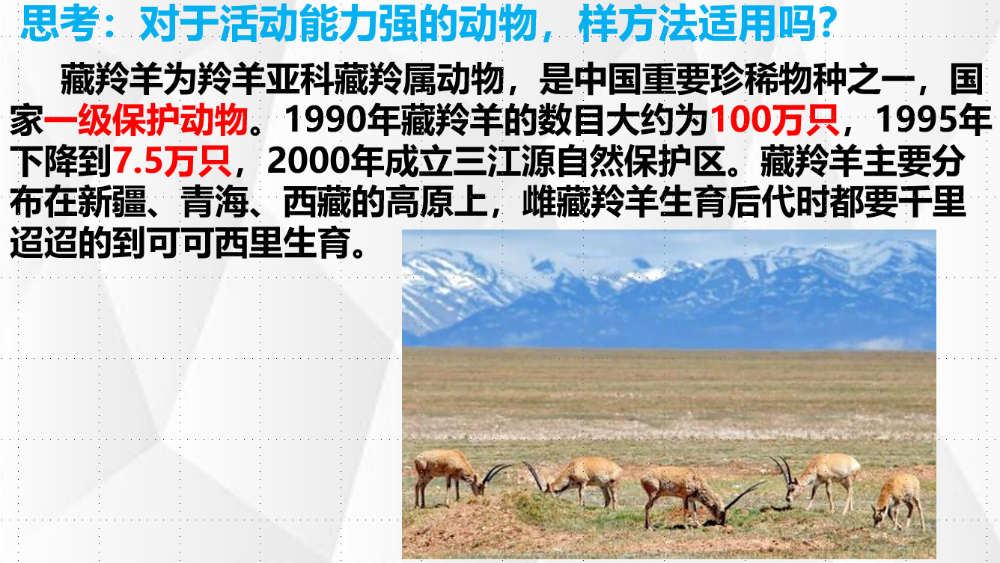 思考：对于活动能力强的动物，样方法适用吗？
藏羚羊为羚羊亚科藏羚属动物，是中国重要珍稀物种之一，国
家一级保护动物。1990年藏羚羊的数目大约为100万只，1995年
下降到7.5万只，2000年成立三江源自然保护区。藏羚羊主要分
布在新疆、青海、西藏的高原上，雌藏羚羊生育后代时都要千里
迢迢的到可可西里生育。